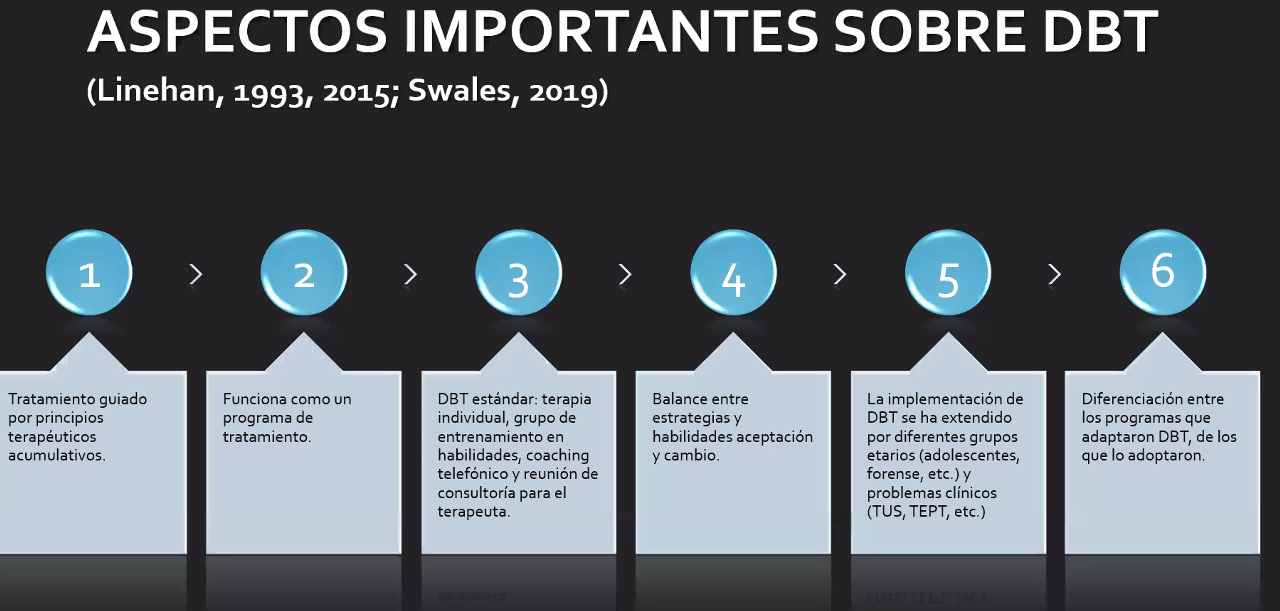 ASPECTOS IMPORTANTES SOBRE DBT
(Linehan, 1993, 2015; Swales, 2019)
1
Tratamiento guiado
por principios
terapéuticos
acumulativos.
2
Funciona como un
programa de
tratamiento.
3
DBT estándar: terapia
individual, grupo de
entrenamiento en
habilidades, coaching
telefónico y reunión de
consultoría para el
terapeuta.
4
Balance entre
estrategias y
habilidades aceptación
y cambio.
5
La implementación de
DBT se ha extendido
por diferentes grupos
etarios (adolescentes,
forense, etc.) y
problemas clínicos
(TUS, TEPT, etc.)
6
Diferenciación entre
los programas que
adaptaron DBT, de los
que lo adoptaron.